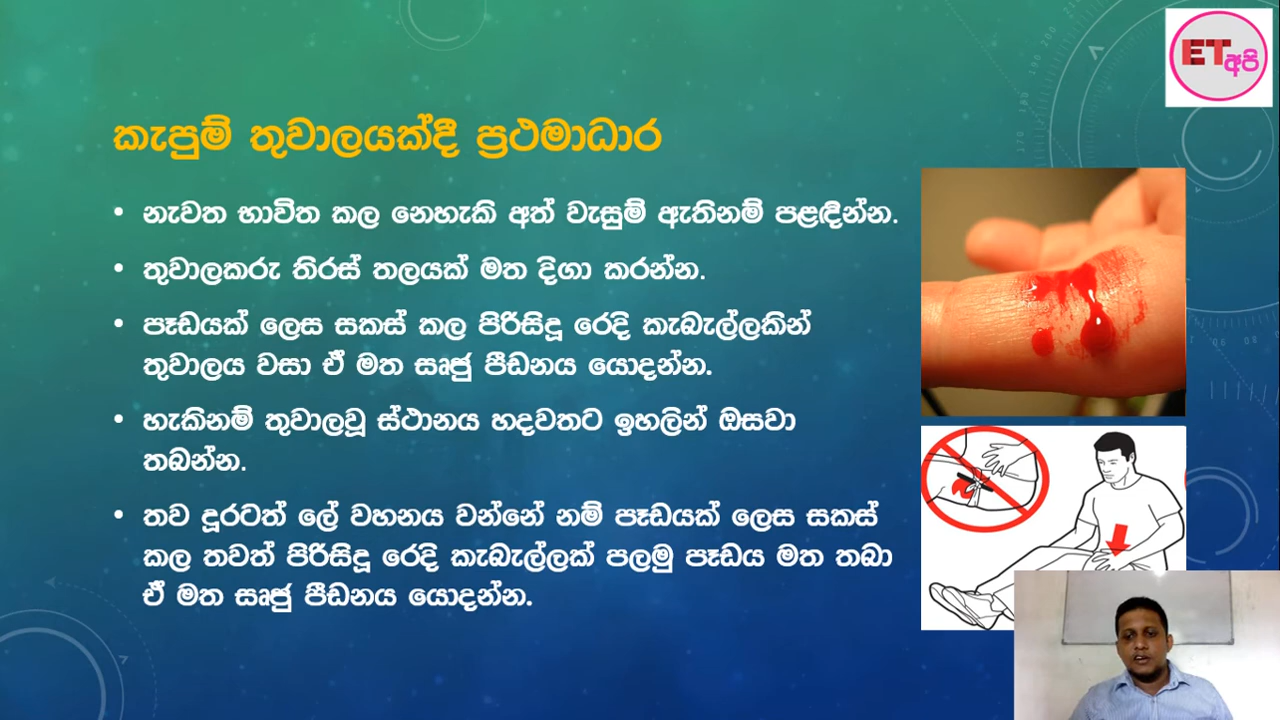 ET අපි
කැපුම් තුවාලයක්දී ප්‍රථමාධාර
• නැවත භාවිත කල නොහැකි අත් වැසුම් ඇතිනම් පළඳින්න.
• තුවාලකරු තිරස් තලයක් මත දිගා කරන්න.
• පෑඩයක් ලෙස සකස් කල පිරිසිදූ රෙදි කැබැල්ලකින්
තුවාලය වසා ඒ මත සෘජු පීඩනය යොදන්න.
• හැකිනම් තුවාලවූ ස්ථානය හදවතට ඉහලින් ඔසවා
තබන්න.
• තව දූරටත් ලේ වහනය වන්නේ නම් පෑඩයක් ලෙස සකස්
කල තවත් පිරිසිදූ රෙදි කැබැල්ලක් පලමු පෑඩය මත තබා
ඒ මත සෘජු පීඩනය යොදන්න.